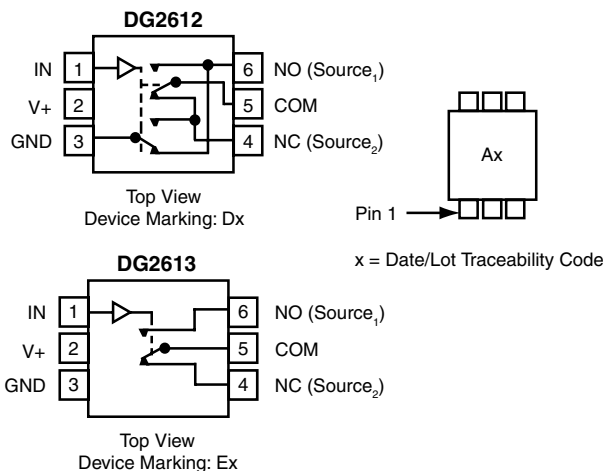 DG2612
IN 1
V+ 2
GND 3
6 NO (Source₁)
5 COM
4 NC (Source₂)
Top View
Device Marking: Dx
Ax
Pin 1
x = Date/Lot Traceability Code
DG2613
IN 1
V+ 2
GND 3
6 NO (Source₁)
5 COM
4 NC (Source₂)
Top View
Device Marking: Ex